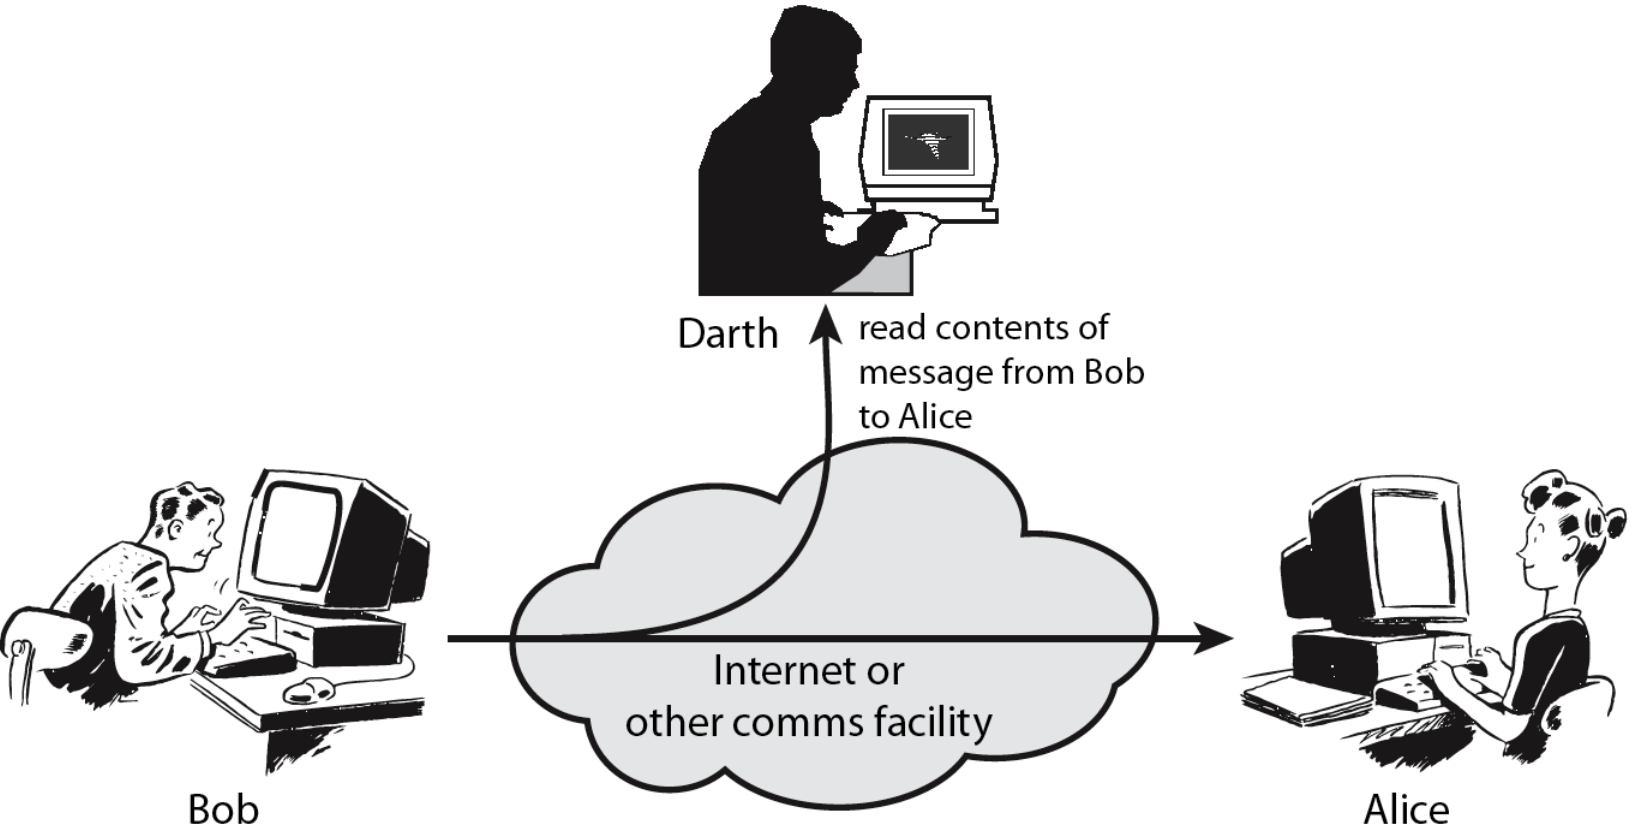 Darth
read contents of
message from Bob
to Alice
Internet or
other comms facility
Bob
Alice